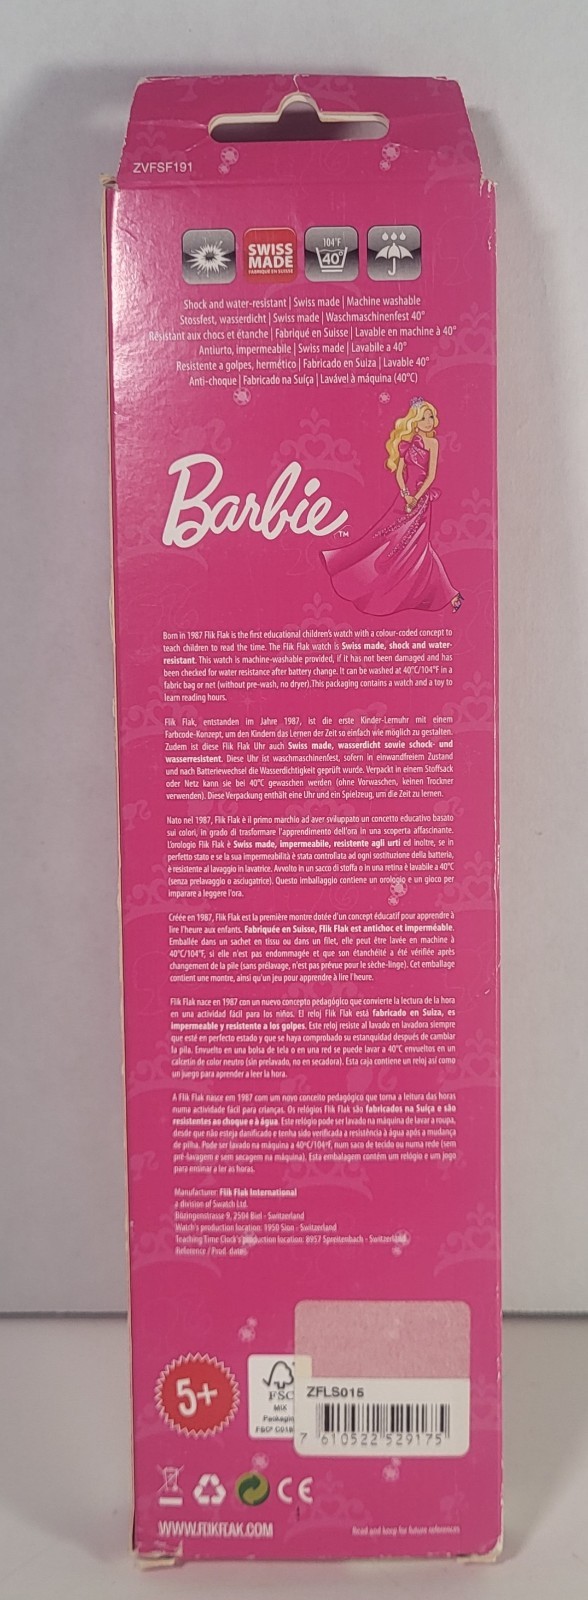 ZVFSF191
SWISS
MADE
FABRIQUÉ EN SUISSE
104°F
40°
Shock and water-resistant | Swiss made | Machine washable
Stossfest, wasserdicht | Swiss made | Waschmaschinenfest 40°
Résistant aux chocs et étanche | Fabriqué en Suisse | Lavable en machine à 40°
Antiurto, impermeabile | Swiss made | Lavabile a 40°
Resistente a golpes, hermético | Fabricado en Suiza | Lavable 40°
Anti-choque | Fabricado na Suíça | Lavável à máquina (40°C)
Barbie™
Born in 1987 Flik Flak is the first educational children's watch with a colour-coded concept to
teach children to read the time. The Flik Flak watch is Swiss made, shock and water-
resistant. This watch is machine-washable provided, if it has not been damaged and has
been checked for water resistance after battery change. It can be washed at 40°C/104°F in a
fabric bag or net (without pre-wash, no dryer).This packaging contains a watch and a toy to
learn reading hours.
Flik Flak, entstanden im Jahre 1987, ist die erste Kinder-Lernuhr mit einem
Farbcode-Konzept, um den Kindern das Lernen der Zeit so einfach wie möglich zu gestalten.
Zudem ist diese Flik Flak Uhr auch Swiss made, wasserdicht sowie schock- und
wasserresistent. Diese Uhr ist waschmaschinenfest, sofern in einwandfreiem Zustand
und nach Batteriewechsel die Wasserdichtigkeit geprüft wurde. Verpackt in einem Stoffsack
oder Netz kann sie bei 40°C gewaschen werden (ohne Vorwaschen, keinen Trockner
verwenden). Diese Verpackung enthält eine Uhr und ein Spielzeug, um die Zeit zu lernen.
Nato nel 1987, Flik Flak è il primo marchio ad aver sviluppato un concetto educativo basato
sui colori, in grado di trasformare l'apprendimento dell'ora in una scoperta affascinante.
L'orologio Flik Flak è Swiss made, impermeabile, resistente agli urti ed inoltre, se in
perfetto stato e se la sua impermeabilità è stata controllata ad ogni sostituzione della batteria,
è resistente al lavaggio in lavatrice. Avvolto in un sacco di stoffa o in una retina è lavabile a 40°C
(senza prelavaggio o asciugatrice). Questo imballaggio contiene un orologio e un gioco per
imparare a leggere l'ora.
Créée en 1987, Flik Flak est la première montre dotée d'un concept éducatif pour apprendre à
lire l'heure aux enfants. Fabriquée en Suisse, Flik Flak est antichoc et imperméable.
Emballée dans un sachet en tissu ou dans un filet, elle peut être lavée en machine à
40°C/104°F, si elle n'est pas endommagée et que son étanchéité a été vérifiée après
changement de la pile (sans prélavage, n'est pas prévue pour le sèche-linge). Cet emballage
contient une montre, ainsi qu'un jeu pour apprendre à lire l'heure.
Flik Flak nace en 1987 con un nuevo concepto pedagógico que convierte la lectura de la hora
en una actividad fácil para los niños. El reloj Flik Flak está fabricado en Suiza, es
impermeable y resistente a los golpes. Este reloj resiste al lavado en lavadora siempre
que esté en perfecto estado y que se haya comprobado su estanquidad después de cambiar
la pila. Envuelto en una bolsa de tela o en una red se puede lavar a 40°C envueltos en un
calcetín de color neutro (sin prelavado, no en secadora). Esta caja contiene un reloj así como
un juego para aprender a leer la hora.
A Flik Flak nasce em 1987 com um novo conceito pedagógico que torna a leitura das horas
numa actividade fácil para crianças. Os relógios Flik Flak são fabricados na Suíça e são
resistentes ao choque e à água. Este relógio pode ser lavado na máquina de lavar a roupa,
desde que não esteja danificado e tenha sido verificada a resistência à água após a mudança
de pilha. Pode ser lavado na máquina a 40°C/104°F, num saco de tecido ou numa rede (sem
pré-lavagem e sem secagem na máquina). Esta embalagem contém um relógio e um jogo
para ensinar a ler as horas.
Manufacturer: Flik Flak International
a division of Swatch Ltd.
Bözingenstrasse 9, 2504 Biel - Switzerland
Watch's production location: 1950 Sion - Switzerland
Teaching Time Clock's production location: 8957 Spreitenbach - Switzerland
Reference / Prod. dates
5+
FSC
MIX
Packagin
FSC® C018
ZFLS015
7 610522 529175
CE
WWW.FLIKFLAK.COM
Read and keep for future references